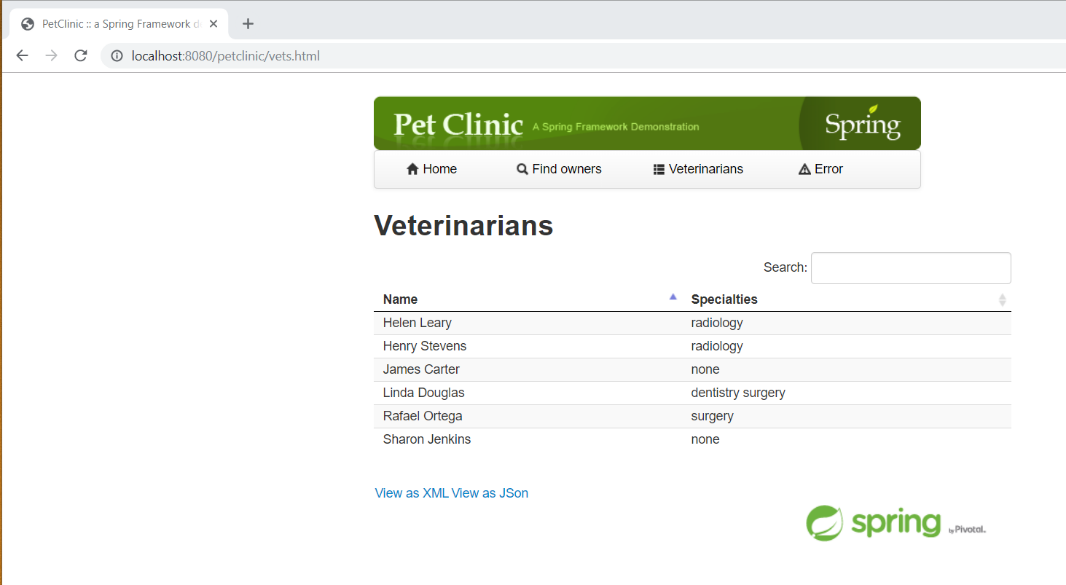 PetClinic :: a Spring Framework d
localhost:8080/petclinic/vets.html
Pet Clinic A Spring Framework Demonstration Spring
Home Find owners Veterinarians Error
Veterinarians
Search:
Name Specialties
Helen Leary radiology
Henry Stevens radiology
James Carter none
Linda Douglas dentistry surgery
Rafael Ortega surgery
Sharon Jenkins none
View as XML View as JSon
spring by Pivotal.